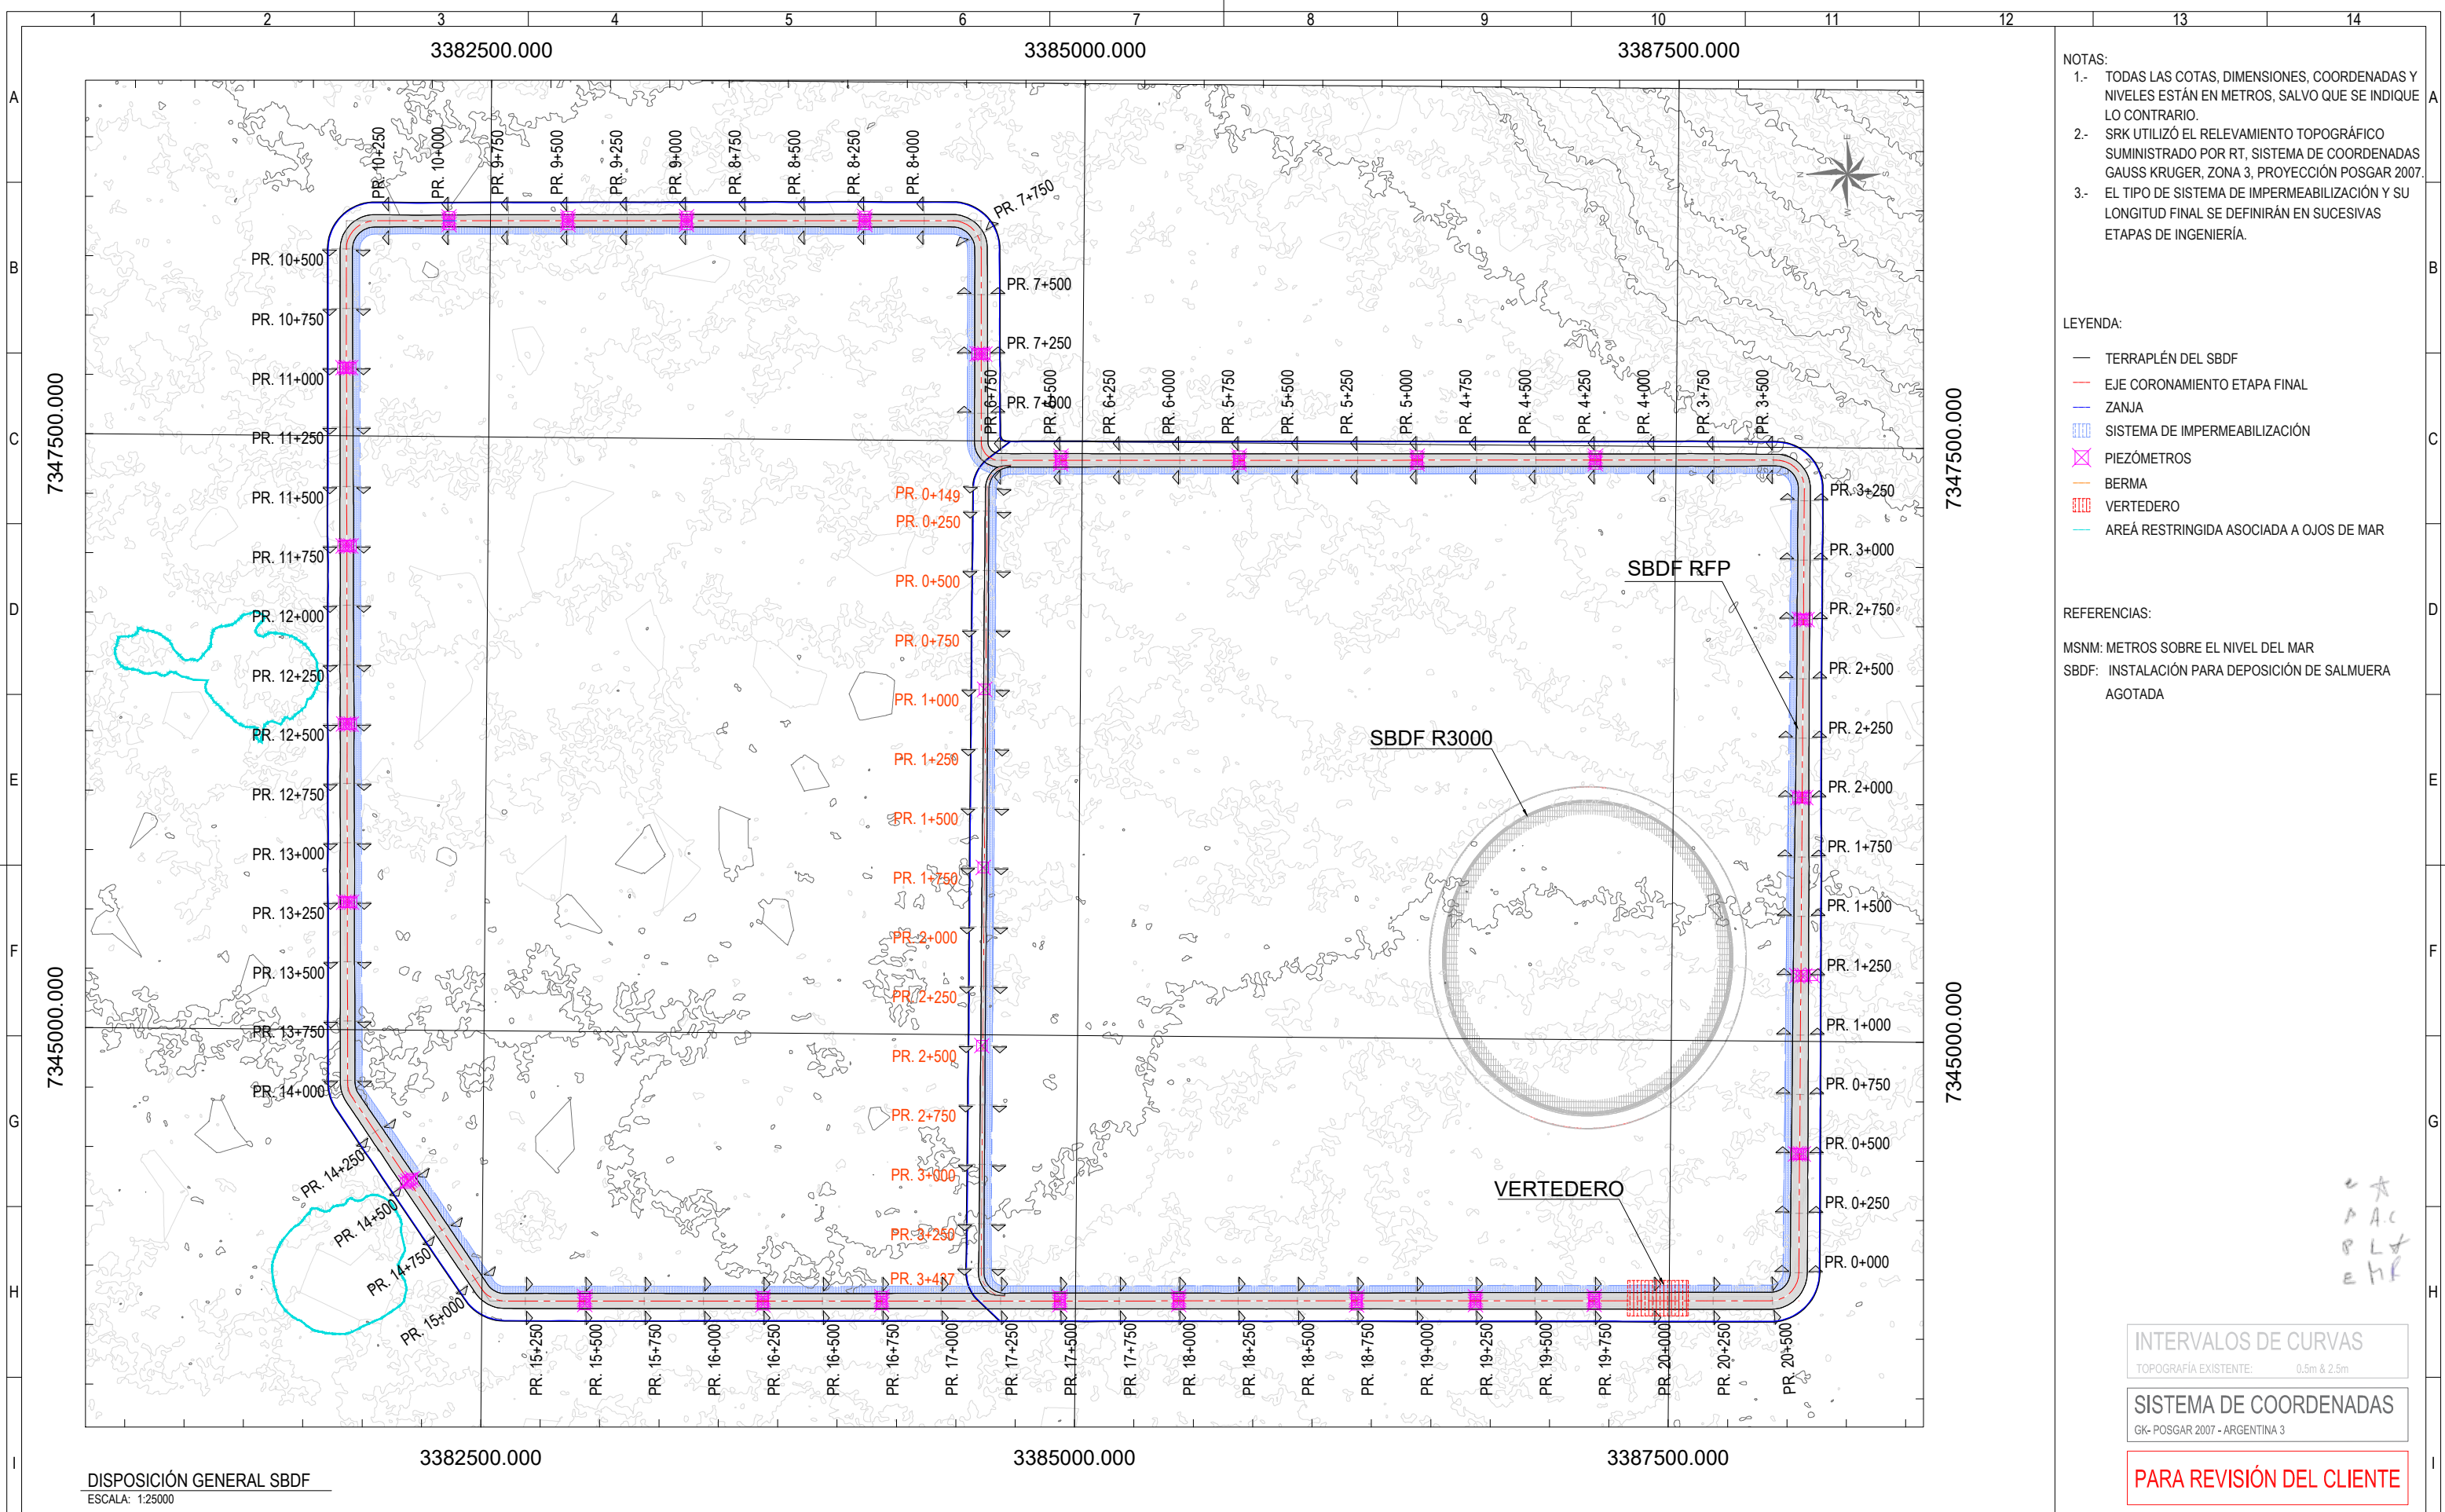 1 2 3 4 5 6 7 8 9 10 11 12 13 14
3382500.000 3385000.000 3387500.000
A
B
C
D
E
F
G
H
I
A
B
C
D
E
F
G
H
I
7347500.000
7345000.000
7347500.000
7345000.000
PR. 10+250
PR. 10+000
PR. 9+750
PR. 9+500
PR. 9+250
PR. 9+000
PR. 8+750
PR. 8+500
PR. 8+250
PR. 8+000
PR. 7+750
PR. 7+500
PR. 7+250
PR. 7+000
PR. 6+750
PR. 6+500
PR. 6+250
PR. 6+000
PR. 5+750
PR. 5+500
PR. 5+250
PR. 5+000
PR. 4+750
PR. 4+500
PR. 4+250
PR. 4+000
PR. 3+750
PR. 3+500
PR. 3+250
PR. 3+000
PR. 2+750
PR. 2+500
PR. 2+250
PR. 2+000
PR. 1+750
PR. 1+500
PR. 1+250
PR. 1+000
PR. 0+750
PR. 0+500
PR. 0+250
PR. 0+000
PR. 10+500
PR. 10+750
PR. 11+000
PR. 11+250
PR. 11+500
PR. 11+750
PR. 12+000
PR. 12+250
PR. 12+500
PR. 12+750
PR. 13+000
PR. 13+250
PR. 13+500
PR. 13+750
PR. 14+000
PR. 14+250
PR. 14+500
PR. 14+750
PR. 15+000
PR. 0+149
PR. 0+250
PR. 0+500
PR. 0+750
PR. 1+000
PR. 1+250
PR. 1+500
PR. 1+750
PR. 2+000
PR. 2+250
PR. 2+500
PR. 2+750
PR. 3+000
PR. 3+250
PR. 3+437
SBDF RFP
SBDF R3000
VERTEDERO
PR. 15+250
PR. 15+500
PR. 15+750
PR. 16+000
PR. 16+250
PR. 16+500
PR. 16+750
PR. 17+000
PR. 17+250
PR. 17+500
PR. 17+750
PR. 18+000
PR. 18+250
PR. 18+500
PR. 18+750
PR. 19+000
PR. 19+250
PR. 19+500
PR. 19+750
PR. 20+000
PR. 20+250
PR. 20+500
3382500.000 3385000.000 3387500.000
DISPOSICIÓN GENERAL SBDF
ESCALA: 1:25000
NOTAS:
1.- TODAS LAS COTAS, DIMENSIONES, COORDENADAS Y
NIVELES ESTÁN EN METROS, SALVO QUE SE INDIQUE
LO CONTRARIO.
2.- SRK UTILIZÓ EL RELEVAMIENTO TOPOGRÁFICO
SUMINISTRADO POR RT, SISTEMA DE COORDENADAS
GAUSS KRUGER, ZONA 3, PROYECCIÓN POSGAR 2007.
3.- EL TIPO DE SISTEMA DE IMPERMEABILIZACIÓN Y SU
LONGITUD FINAL SE DEFINIRÁN EN SUCESIVAS
ETAPAS DE INGENIERÍA.
E
N
S
W
LEYENDA:
TERRAPLÉN DEL SBDF
EJE CORONAMIENTO ETAPA FINAL
ZANJA
SISTEMA DE IMPERMEABILIZACIÓN
PIEZÓMETROS
BERMA
VERTEDERO
AREÁ RESTRINGIDA ASOCIADA A OJOS DE MAR
REFERENCIAS:
MSNM: METROS SOBRE EL NIVEL DEL MAR
SBDF: INSTALACIÓN PARA DEPOSICIÓN DE SALMUERA
AGOTADA
INTERVALOS DE CURVAS
TOPOGRAFÍA EXISTENTE: 0.5m & 2.5m
SISTEMA DE COORDENADAS
GK- POSGAR 2007 - ARGENTINA 3
PARA REVISIÓN DEL CLIENTE